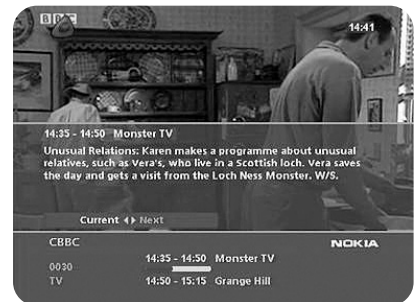 BBC
14:41
14:35 - 14:50 Monster TV
Unusual Relations: Karen makes a programme about unusual
relatives, such as Vera's, who live in a Scottish loch. Vera saves
the day and gets a visit from the Loch Ness Monster. W/S.
Current Next
CBBC
NOKIA
0030
TV
14:35 - 14:50 Monster TV
14:50 - 15:15 Grange Hill